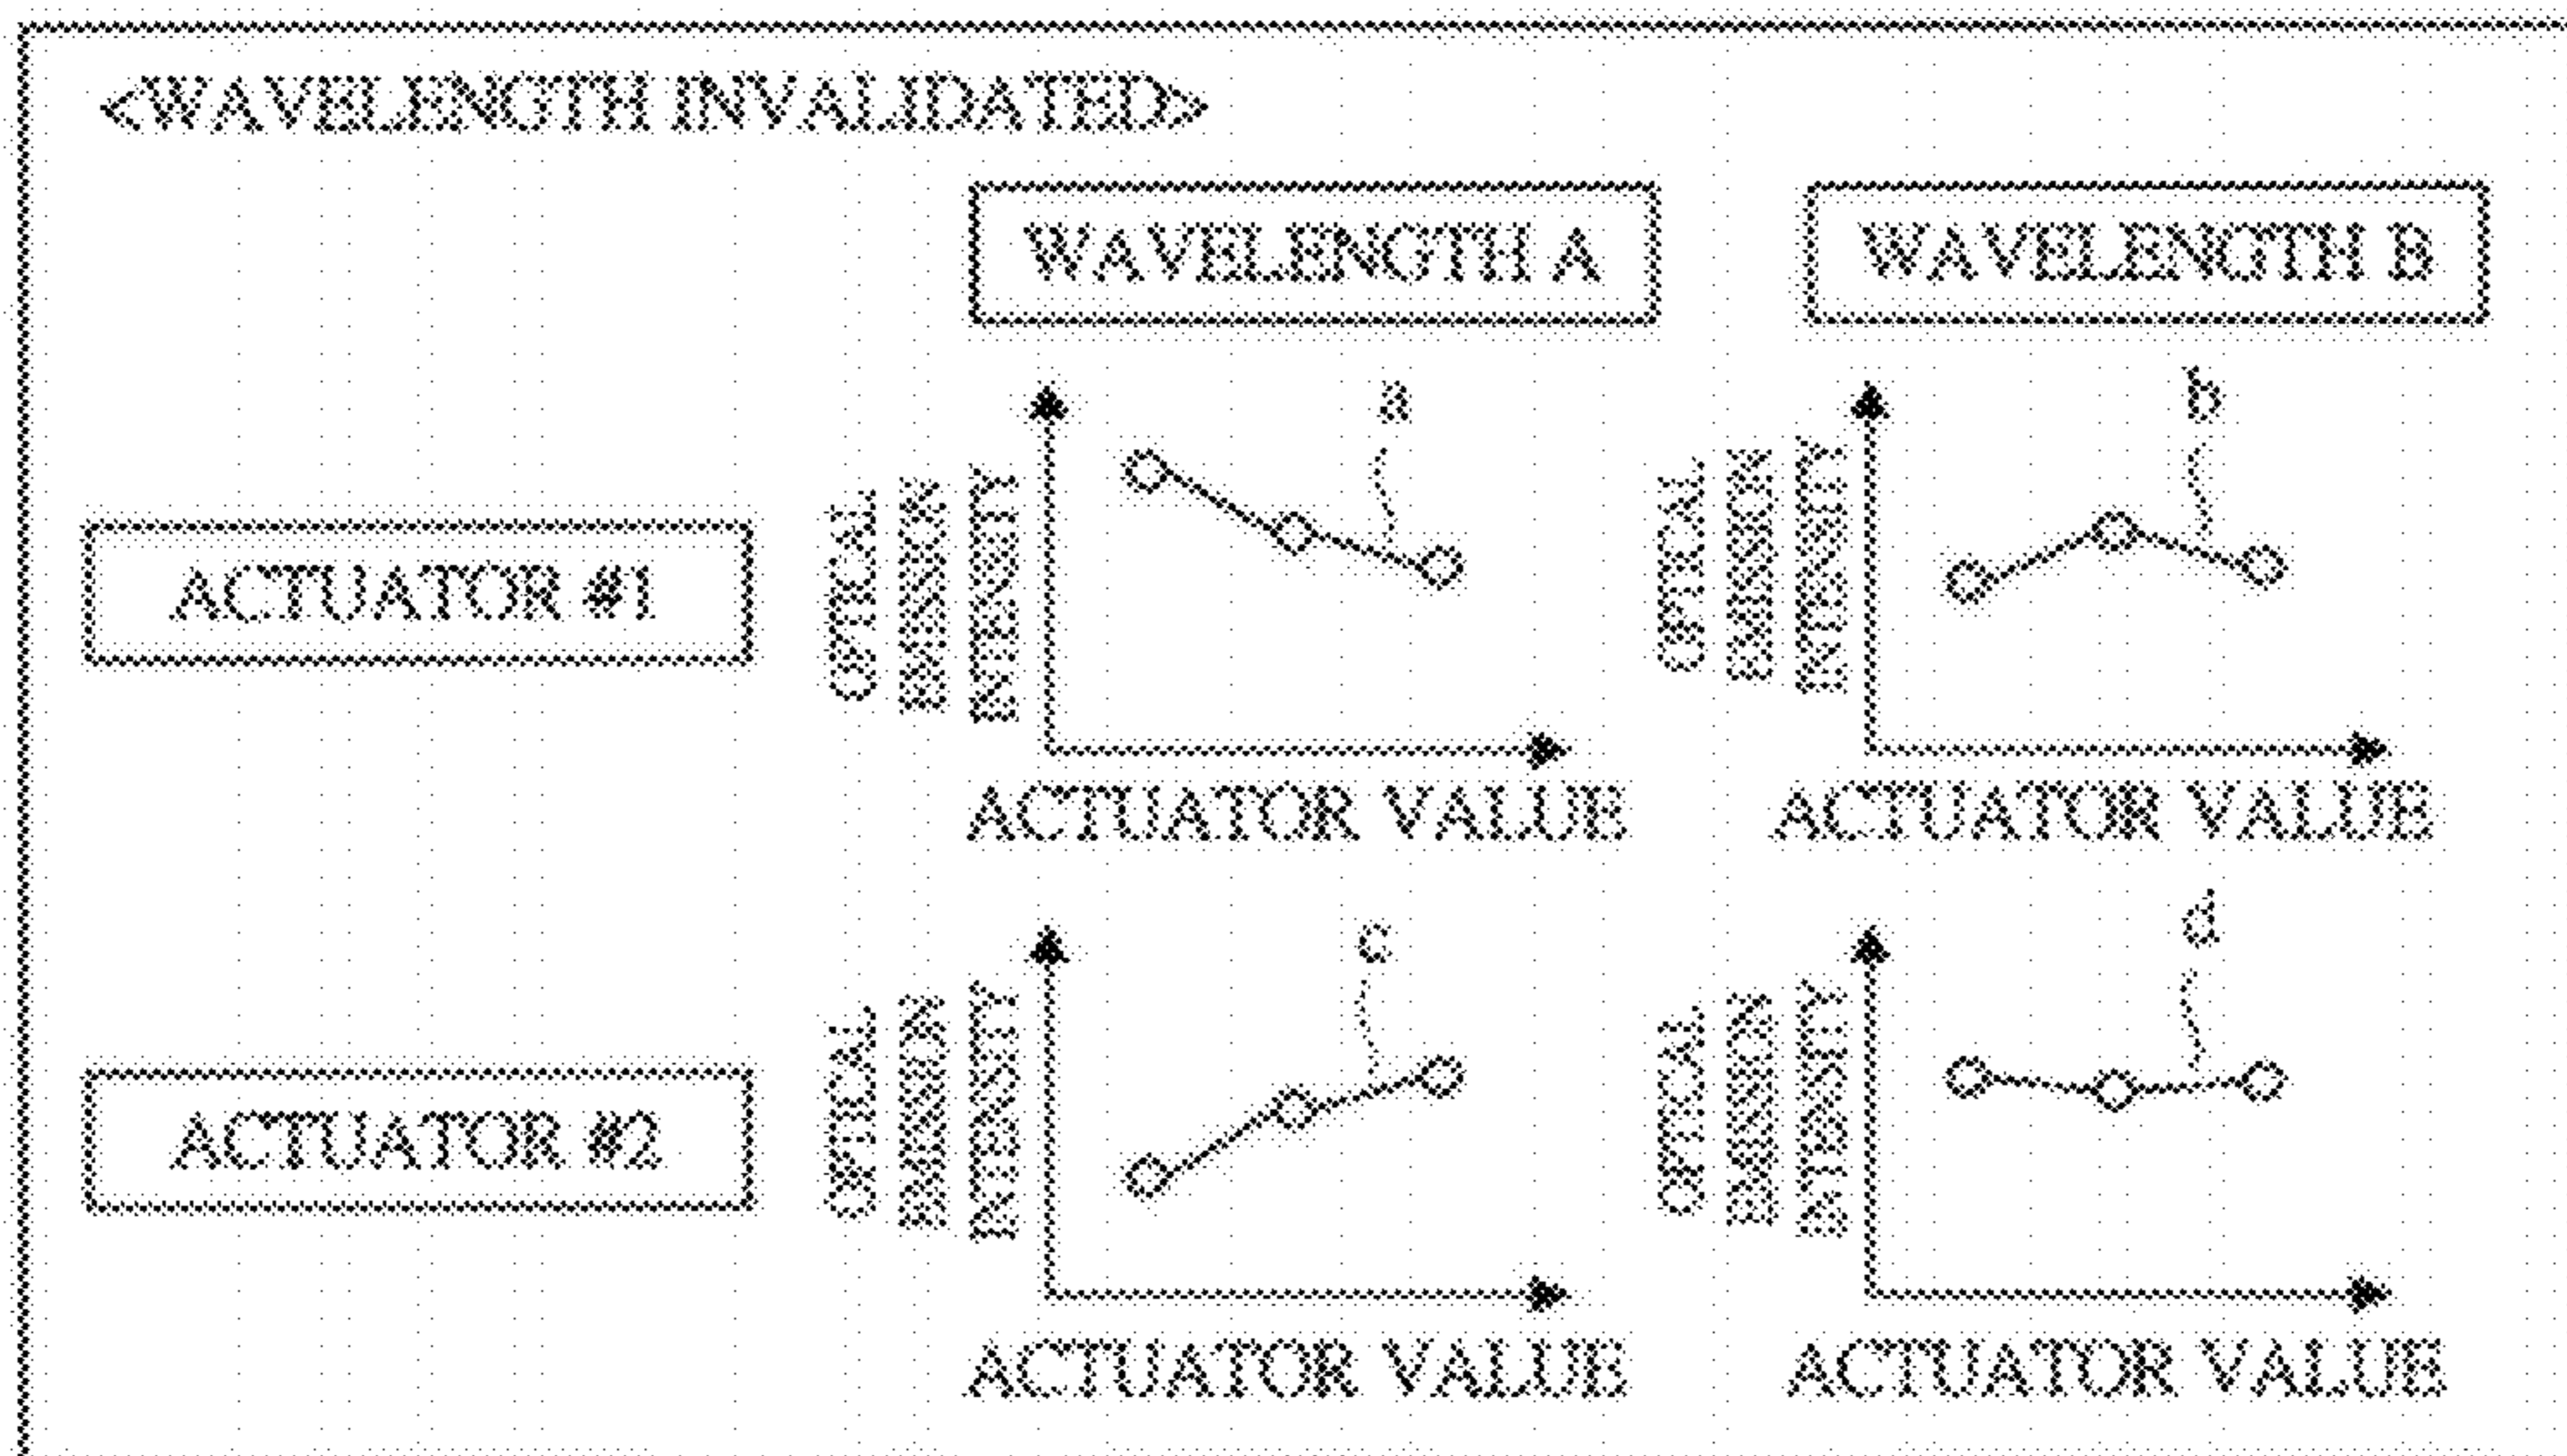 <WAVELENGTH INVALIDATED>
WAVELENGTH A
WAVELENGTH B
ACTUATOR #1
OPTICAL
EMISSION
INTENSITY
a
ACTUATOR VALUE
OPTICAL
EMISSION
INTENSITY
b
ACTUATOR VALUE
ACTUATOR #2
OPTICAL
EMISSION
INTENSITY
c
ACTUATOR VALUE
OPTICAL
EMISSION
INTENSITY
d
ACTUATOR VALUE